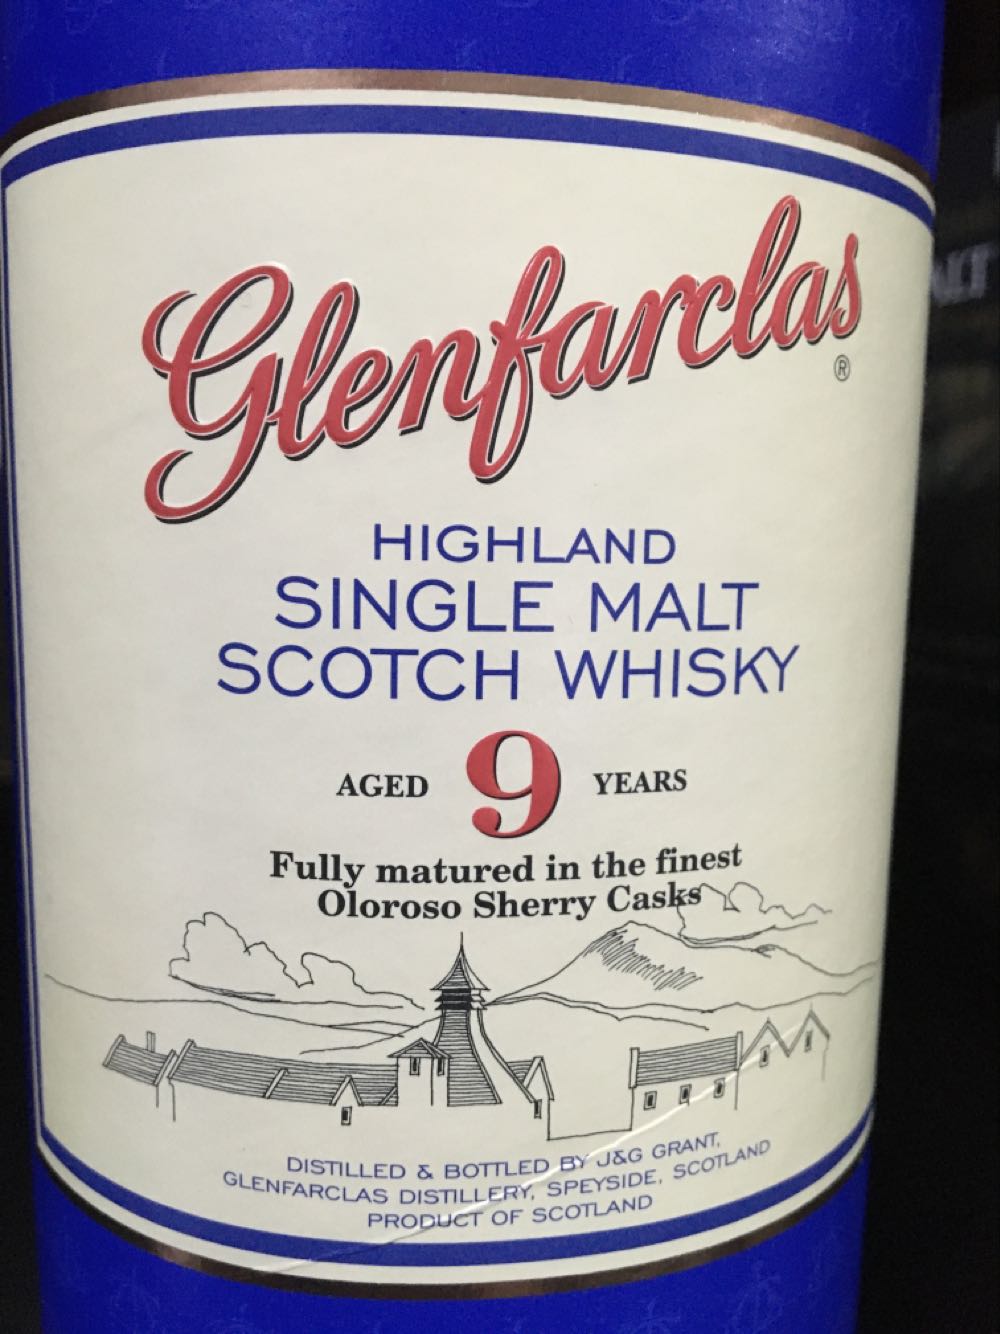 Glenfarclas
®
HIGHLAND
SINGLE MALT
SCOTCH WHISKY
AGED 9 YEARS
Fully matured in the finest
Oloroso Sherry Casks
DISTILLED & BOTTLED BY J&G GRANT,
GLENFARCLAS DISTILLERY, SPEYSIDE, SCOTLAND
PRODUCT OF SCOTLAND